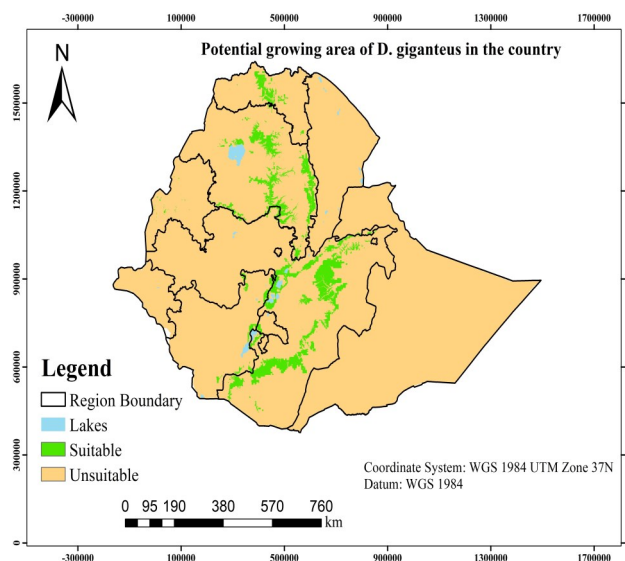 -300000 100000 500000 900000 1300000 1700000
Potential growing area of D. giganteus in the country
N
1500000
1200000
900000
600000
300000
0
Legend
Region Boundary
Lakes
Suitable
Unsuitable
Coordinate System: WGS 1984 UTM Zone 37N
Datum: WGS 1984
0 95 190 380 570 760
km
-300000 100000 500000 900000 1300000 1700000